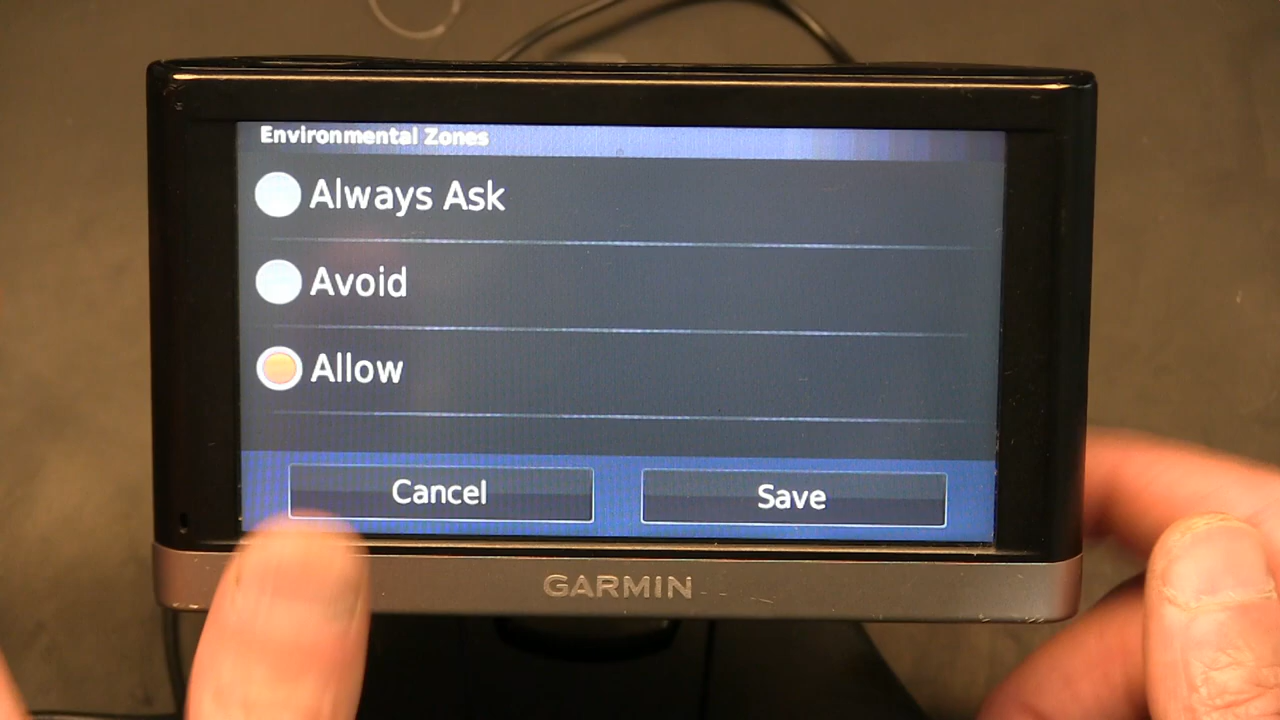 Environmental Zones
Always Ask
Avoid
Allow
Cancel
Save
GARMIN